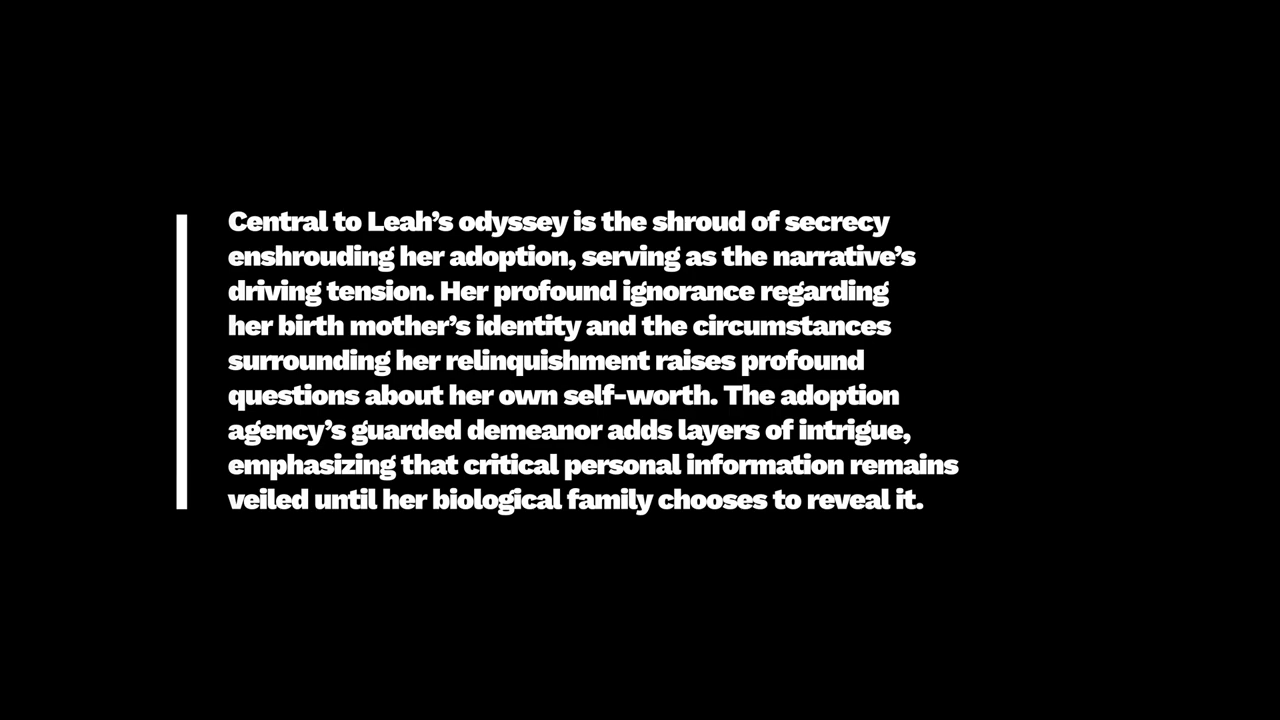 Central to Leah’s odyssey is the shroud of secrecy
enshrouding her adoption, serving as the narrative’s
driving tension. Her profound ignorance regarding
her birth mother’s identity and the circumstances
surrounding her relinquishment raises profound
questions about her own self-worth. The adoption
agency’s guarded demeanor adds layers of intrigue,
emphasizing that critical personal information remains
veiled until her biological family chooses to reveal it.